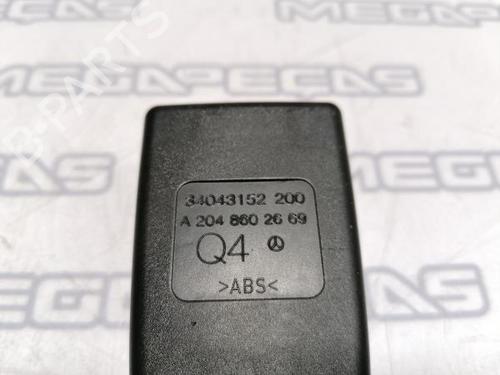 B-PARTS
MEGAPEÇAS
34043152 200
A 204 860 26 69
Q4
>ABS<
MEGAPEÇAS